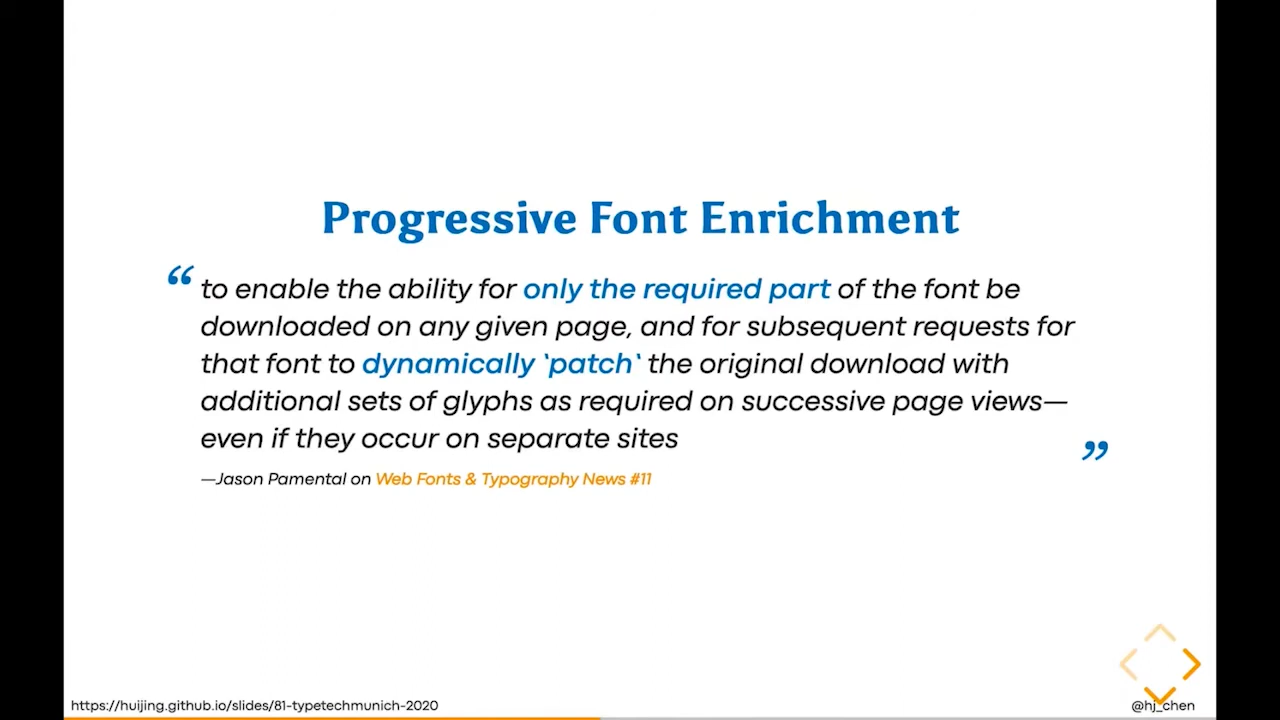 Progressive Font Enrichment
“ to enable the ability for only the required part of the font be
downloaded on any given page, and for subsequent requests for
that font to dynamically ‵patch‵ the original download with
additional sets of glyphs as required on successive page views—
even if they occur on separate sites ”
—Jason Pamental on Web Fonts & Typography News #11
https://huijing.github.io/slides/81-typetechmunich-2020
@hj_chen